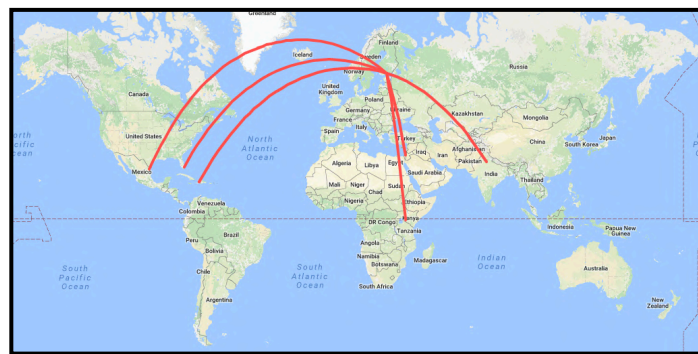 Greenland
Iceland
Finland
Sweden
Norway
Russia
Canada
United
Kingdom
Poland
Germany
Ukraine
Kazakhstan
Mongolia
France
Italy
Spain
Turkey
United States
North
Atlantic
Ocean
China
Japan
South Korea
Afghanistan
Iraq
Iran
Pakistan
Algeria
Libya
Egypt
Saudi Arabia
India
Mexico
Mali
Niger
Chad
Sudan
Thailand
Venezuela
Nigeria
Ethiopia
Colombia
DR Congo
Kenya
Indonesia
Papua New
Guinea
Tanzania
Peru
Brazil
Angola
Bolivia
Namibia
Botswana
Madagascar
Indian
Ocean
Australia
South
Pacific
Ocean
Chile
South
Atlantic
Ocean
South Africa
Argentina
New
Zealand